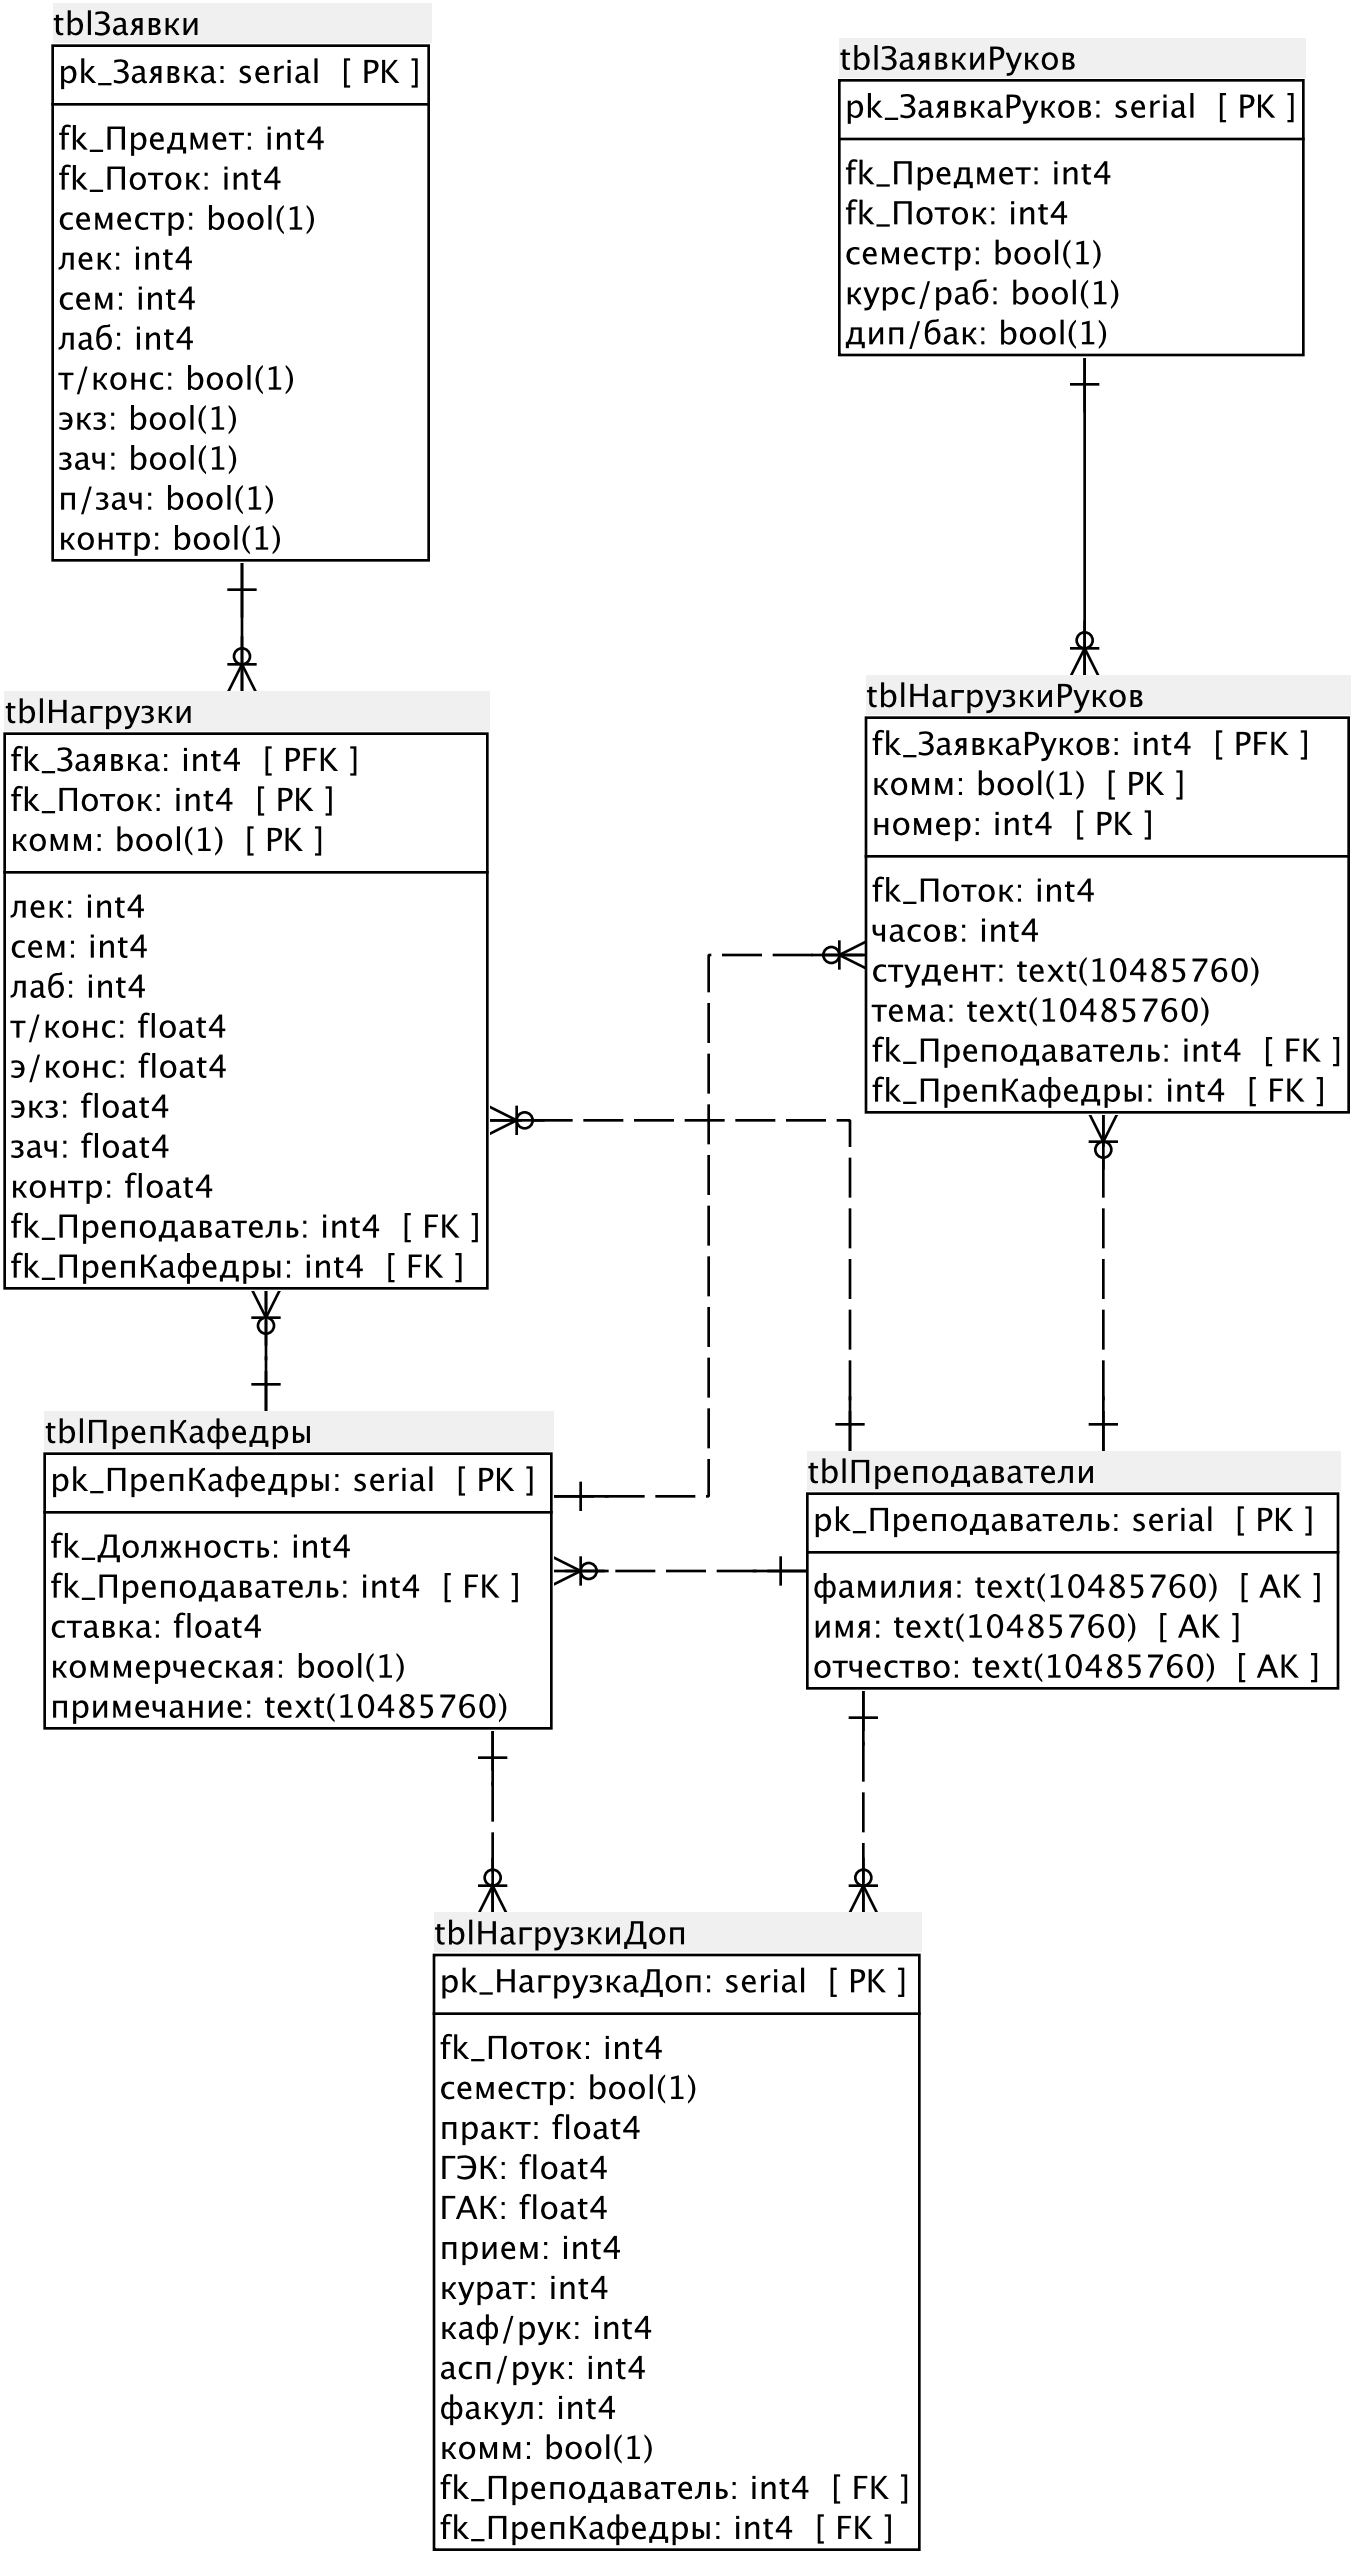 tblЗаявки
pk_Заявка: serial [ PK ]
fk_Предмет: int4
fk_Поток: int4
семестр: bool(1)
лек: int4
сем: int4
лаб: int4
т/конс: bool(1)
экз: bool(1)
зач: bool(1)
п/зач: bool(1)
контр: bool(1)
tblЗаявкиРуков
pk_ЗаявкаРуков: serial [ PK ]
fk_Предмет: int4
fk_Поток: int4
семестр: bool(1)
курс/раб: bool(1)
дип/бак: bool(1)
tblНагрузки
fk_Заявка: int4 [ PFK ]
fk_Поток: int4 [ PK ]
комм: bool(1) [ PK ]
лек: int4
сем: int4
лаб: int4
т/конс: float4
э/конс: float4
экз: float4
зач: float4
контр: float4
fk_Преподаватель: int4 [ FK ]
fk_ПрепКафедры: int4 [ FK ]
tblНагрузкиРуков
fk_ЗаявкаРуков: int4 [ PFK ]
комм: bool(1) [ PK ]
номер: int4 [ PK ]
fk_Поток: int4
часов: int4
студент: text(10485760)
тема: text(10485760)
fk_Преподаватель: int4 [ FK ]
fk_ПрепКафедры: int4 [ FK ]
tblПрепКафедры
pk_ПрепКафедры: serial [ PK ]
fk_Должность: int4
fk_Преподаватель: int4 [ FK ]
ставка: float4
коммерческая: bool(1)
примечание: text(10485760)
tblПреподаватели
pk_Преподаватель: serial [ PK ]
фамилия: text(10485760) [ AK ]
имя: text(10485760) [ AK ]
отчество: text(10485760) [ AK ]
tblНагрузкиДоп
pk_НагрузкаДоп: serial [ PK ]
fk_Поток: int4
семестр: bool(1)
практ: float4
ГЭК: float4
ГАК: float4
прием: int4
курат: int4
каф/рук: int4
асп/рук: int4
факул: int4
комм: bool(1)
fk_Преподаватель: int4 [ FK ]
fk_ПрепКафедры: int4 [ FK ]